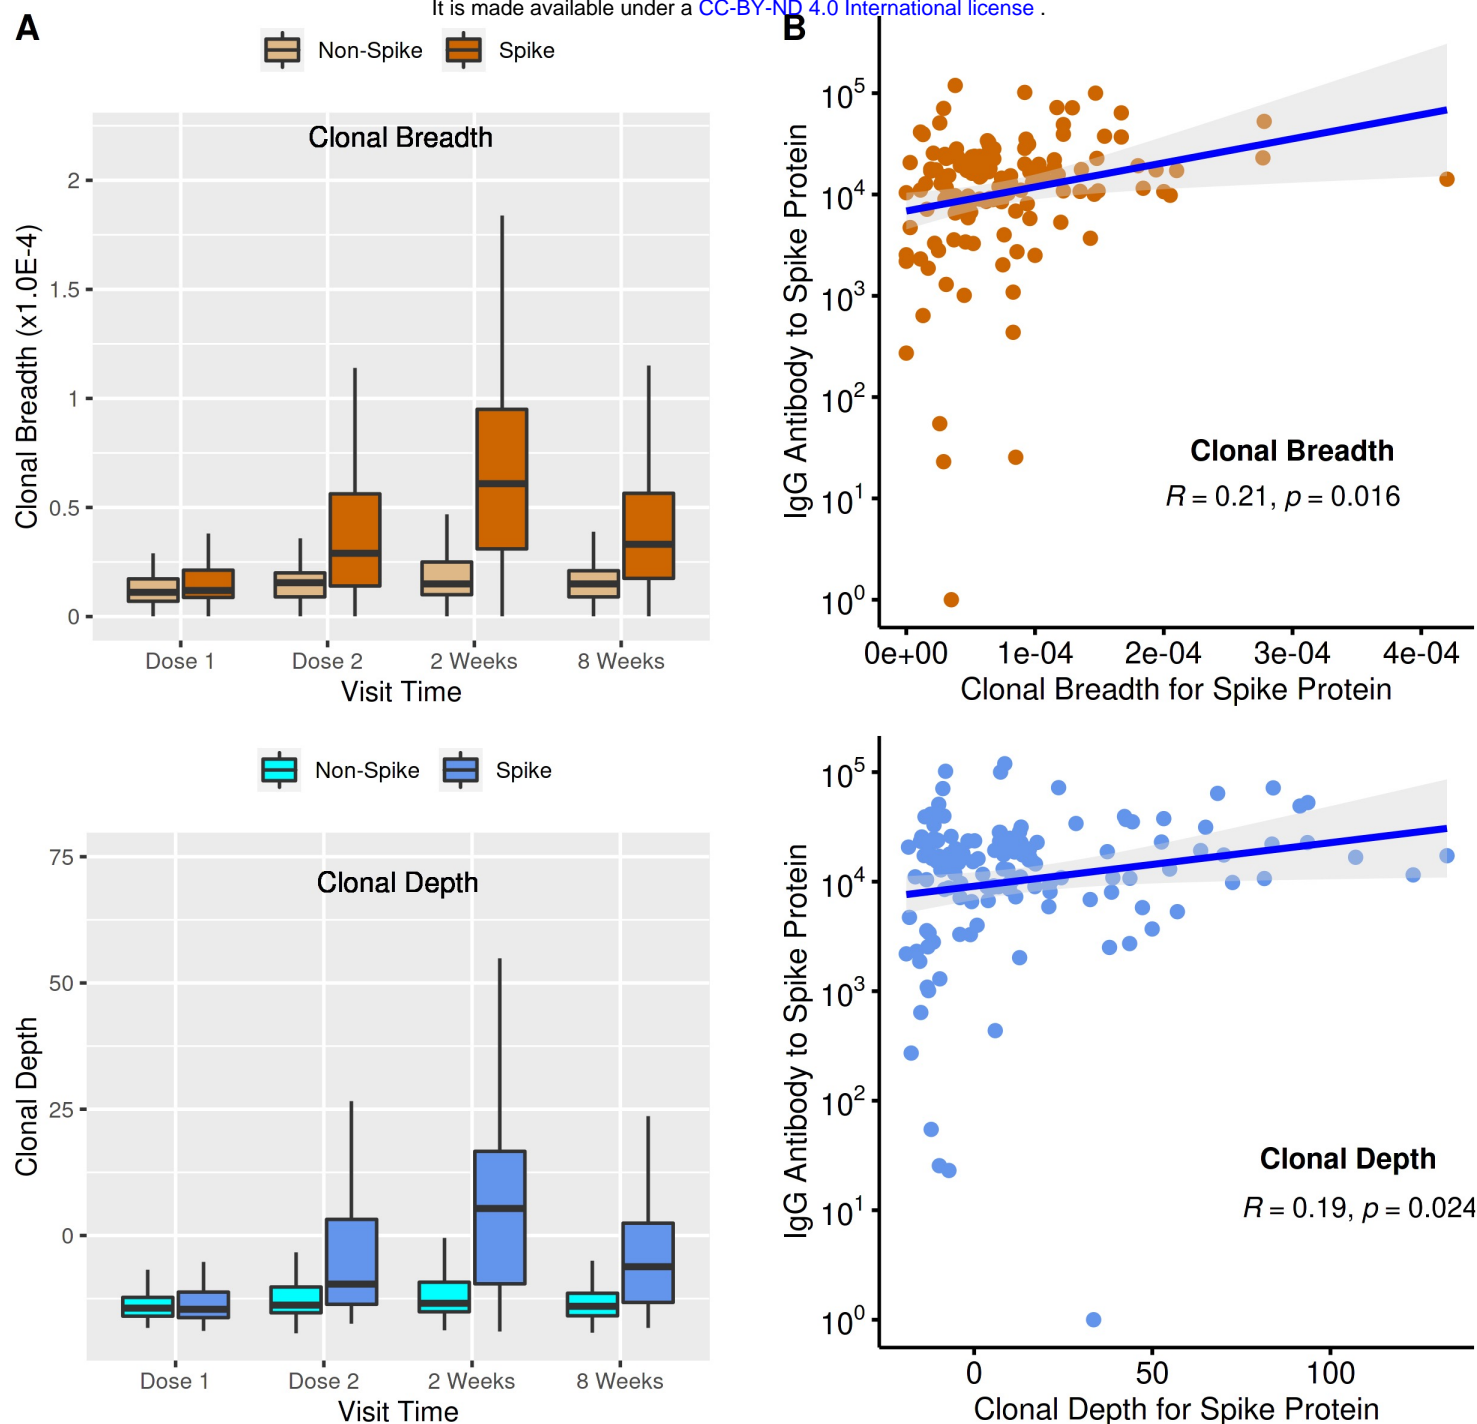 It is made available under a CC-BY-ND 4.0 International license .
A
Non-Spike
Spike
Clonal Breadth
Clonal Breadth (x1.0E-4)
2
1.5
1
0.5
0
Dose 1
Dose 2
2 Weeks
8 Weeks
Visit Time
B
IgG Antibody to Spike Protein
10^5
10^4
10^3
10^2
10^1
10^0
Clonal Breadth
R = 0.21, p = 0.016
0e+00
1e-04
2e-04
3e-04
4e-04
Clonal Breadth for Spike Protein
Non-Spike
Spike
Clonal Depth
Clonal Depth
75
50
25
0
Dose 1
Dose 2
2 Weeks
8 Weeks
Visit Time
IgG Antibody to Spike Protein
10^5
10^4
10^3
10^2
10^1
10^0
Clonal Depth
R = 0.19, p = 0.024
0
50
100
Clonal Depth for Spike Protein